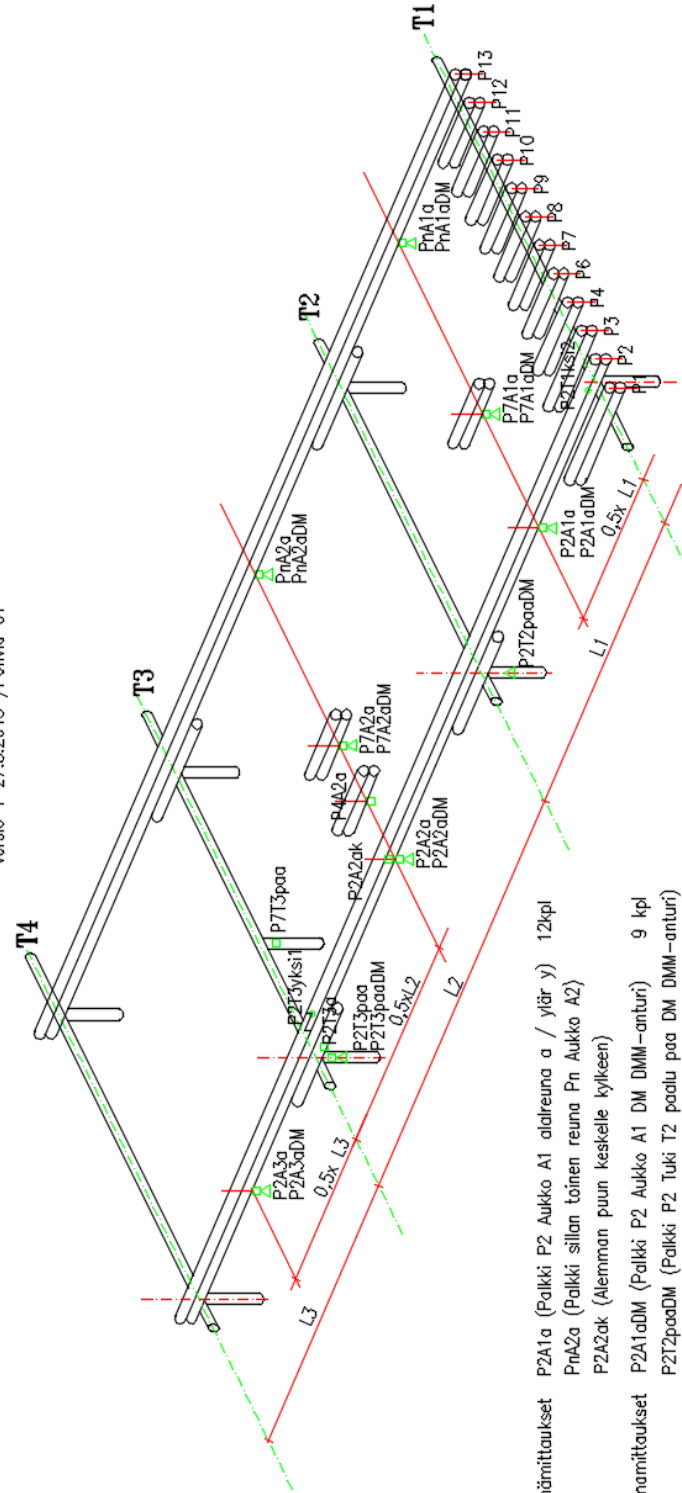 T1
T2
T3
T4
P13
P12
P11
P10
P9
P8
P7
P6
P4
P3
P2
P1
P2T1ksi2
PnA1a
PnA1aDM
P7A1a
P7A1aDM
P2A1a
P2A1aDM
0,5x L1
L1
P2T2paaDM
PnA2a
PnA2aDM
P7A2a
P7A2aDM
P4A2a
P2A2ak
P2A2a
P2A2aDM
0,5xL2
L2
P7T3paa
P2T3yksi1
P2T3a
P2T3paa
P2T3paaDM
P2A3a
P2A3aDM
0,5x L3
L3
P2A1a (Palkki P2 Aukko A1 alalreuna a / ylär y) 12kpl
PnA2a (Palkki sillan toinen reuna Pn Aukko A2)
P2A2ak (Alemman puun keskelle kylkeen)
P2A1aDM (Palkki P2 Aukko A1 DM DMM-anturi) 9 kpl
P2T2paaDM (Palkki P2 Tuki T2 paalu paa DM DMM-anturi)